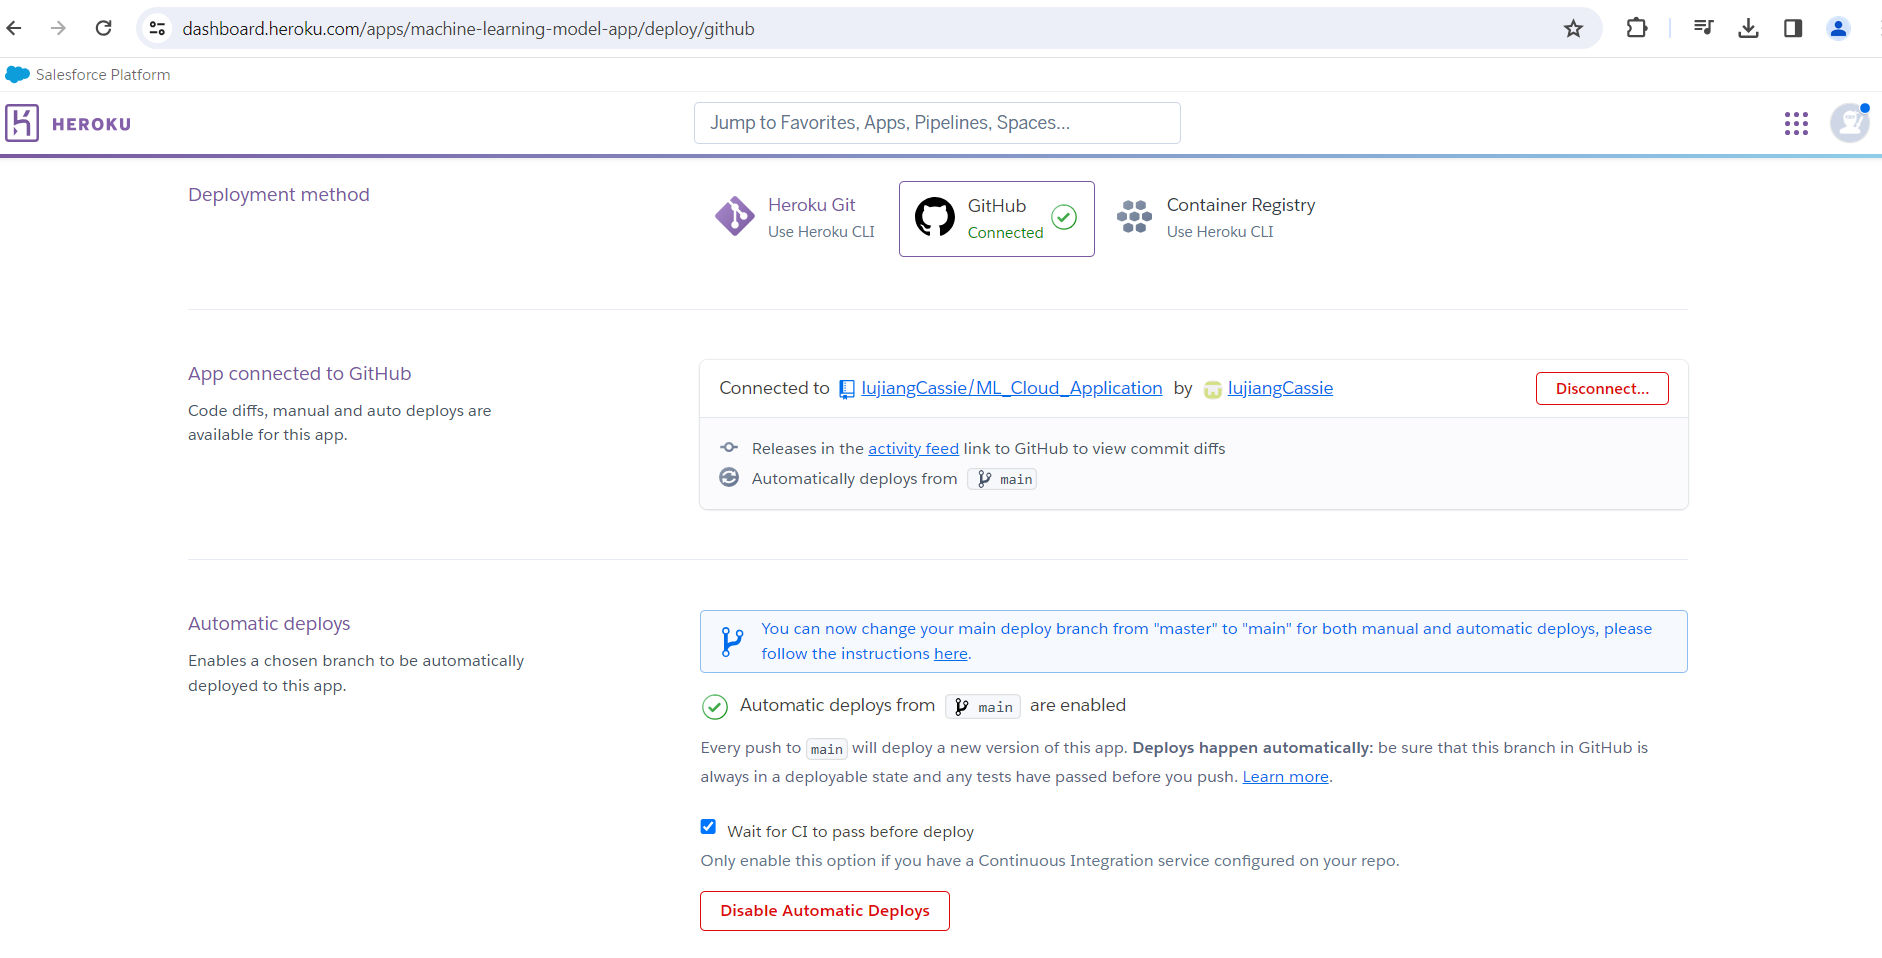 dashboard.heroku.com/apps/machine-learning-model-app/deploy/github
Salesforce Platform
HEROKU
Jump to Favorites, Apps, Pipelines, Spaces...
Deployment method
Heroku Git
Use Heroku CLI
GitHub
Connected
Container Registry
Use Heroku CLI
App connected to GitHub
Code diffs, manual and auto deploys are
available for this app.
Connected to lujiangCassie/ML_Cloud_Application by lujiangCassie
Disconnect...
Releases in the activity feed link to GitHub to view commit diffs
Automatically deploys from main
Automatic deploys
Enables a chosen branch to be automatically
deployed to this app.
You can now change your main deploy branch from "master" to "main" for both manual and automatic deploys, please
follow the instructions here.
Automatic deploys from main are enabled
Every push to main will deploy a new version of this app. Deploys happen automatically: be sure that this branch in GitHub is
always in a deployable state and any tests have passed before you push. Learn more.
Wait for CI to pass before deploy
Only enable this option if you have a Continuous Integration service configured on your repo.
Disable Automatic Deploys